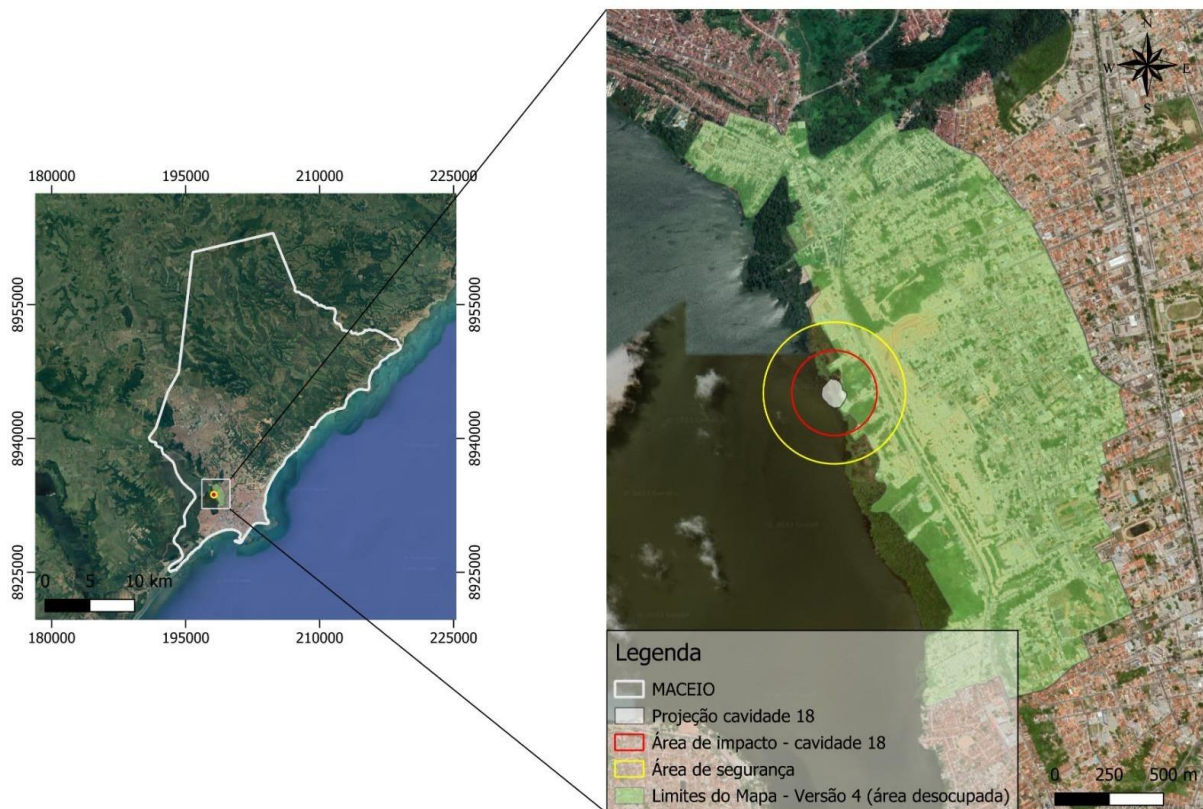 180000 195000 210000 225000
8955000
8940000
8925000
8955000
8940000
8925000
0 5 10 km
180000 195000 210000 225000
N
W E
S
Legenda
MACEIO
Projeção cavidade 18
Área de impacto - cavidade 18
Área de segurança
Limites do Mapa - Versão 4 (área desocupada)
0 250 500 m